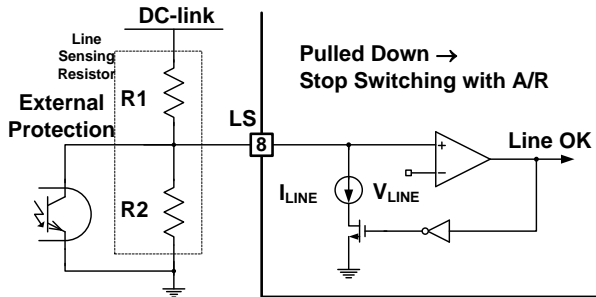 DC-link
Line
Sensing
Resistor
Pulled Down →
Stop Switching with A/R
External
Protection
R1
LS
8
+
Line OK
−
R2
I_LINE
V_LINE